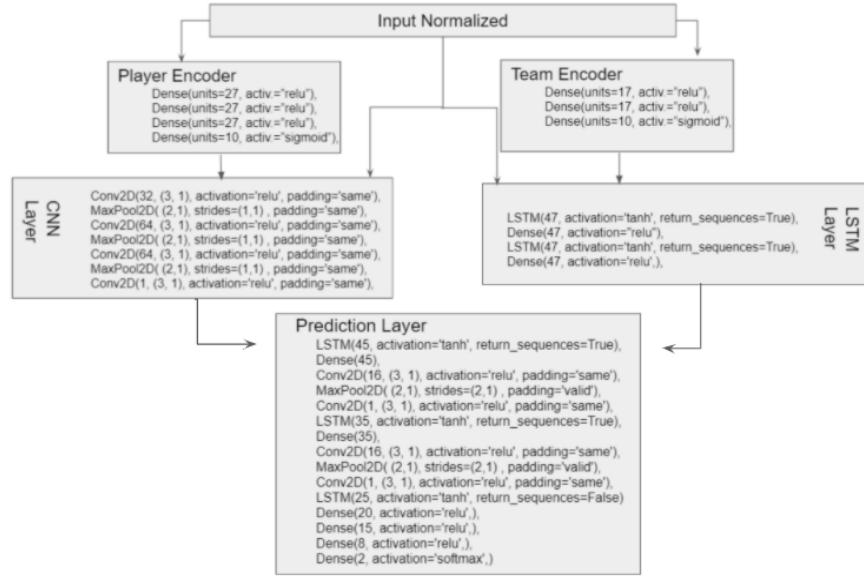 Input Normalized
Player Encoder
Dense(units=27, activ.="relu"),
Dense(units=27, activ.="relu"),
Dense(units=27, activ.="relu"),
Dense(units=10, activ.="sigmoid"),
Team Encoder
Dense(units=17, activ.="relu"),
Dense(units=17, activ.="relu"),
Dense(units=10, activ.="sigmoid"),
CNN
Layer
Conv2D(32, (3, 1), activation='relu', padding='same'),
MaxPool2D( (2,1), strides=(1,1) , padding='same'),
Conv2D(64, (3, 1), activation='relu', padding='same'),
MaxPool2D( (2,1), strides=(1,1) , padding='same'),
Conv2D(64, (3, 1), activation='relu', padding='same'),
MaxPool2D( (2,1), strides=(1,1) , padding='same'),
Conv2D(1, (3, 1), activation='relu', padding='same'),
LSTM
Layer
LSTM(47, activation='tanh', return_sequences=True),
Dense(47, activation="relu"),
LSTM(47, activation='tanh', return_sequences=True),
Dense(47, activation='relu',),
Prediction Layer
LSTM(45, activation='tanh', return_sequences=True),
Dense(45),
Conv2D(16, (3, 1), activation='relu', padding='same'),
MaxPool2D( (2,1), strides=(2,1) , padding='valid'),
Conv2D(1, (3, 1), activation='relu', padding='same'),
LSTM(35, activation='tanh', return_sequences=True),
Dense(35),
Conv2D(16, (3, 1), activation='relu', padding='same'),
MaxPool2D( (2,1), strides=(2,1) , padding='valid'),
Conv2D(1, (3, 1), activation='relu', padding='same'),
LSTM(25, activation='tanh', return_sequences=False)
Dense(20, activation='relu',),
Dense(15, activation='relu',),
Dense(8, activation='relu',),
Dense(2, activation='softmax',)